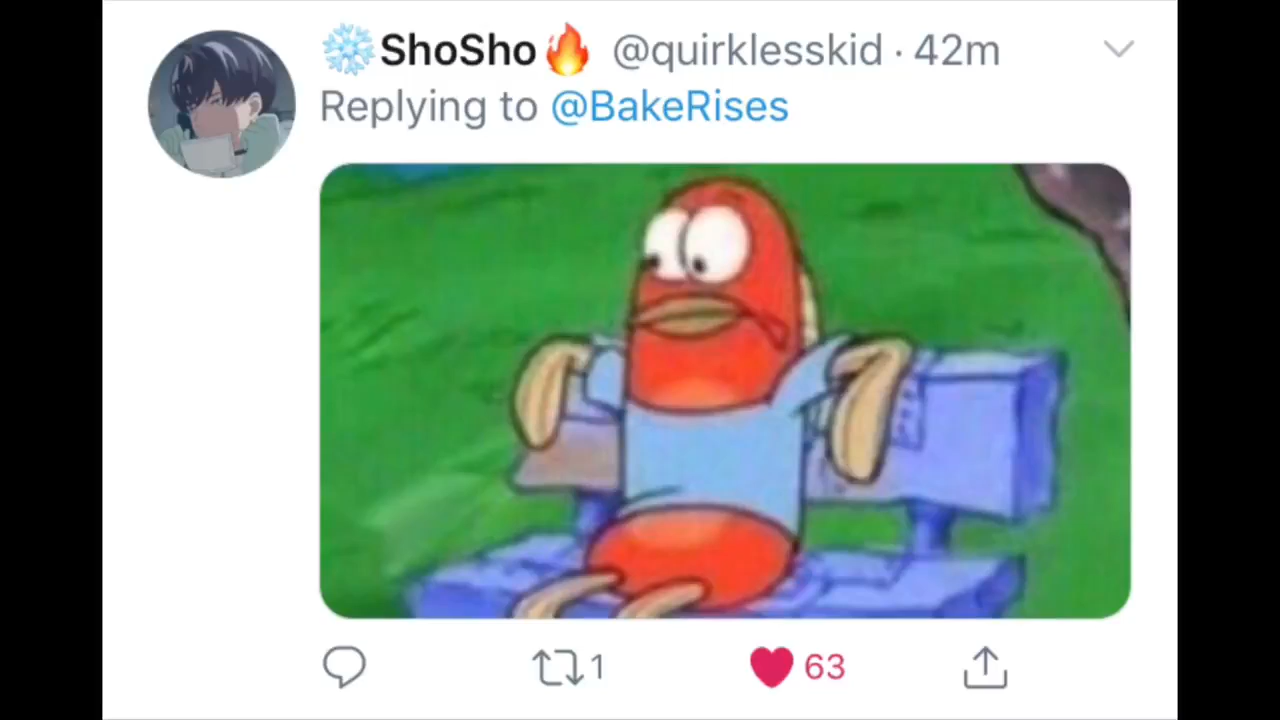 ❄️ShoSho🔥 @quirklesskid · 42m
Replying to @BakeRises
1 63